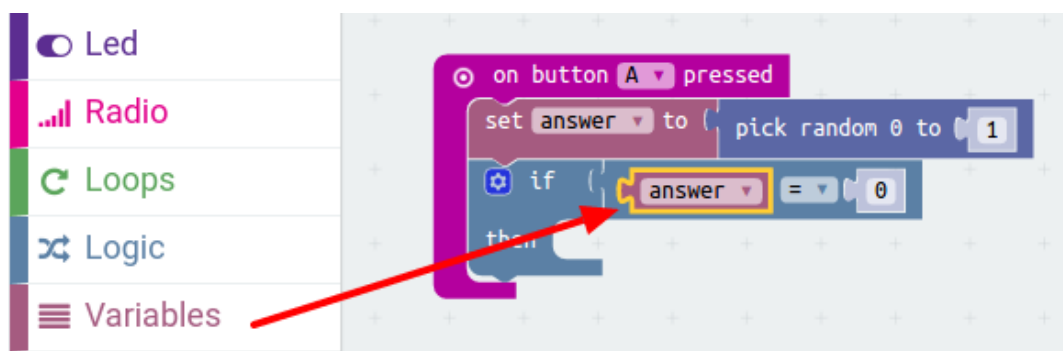 Led
Radio
Loops
Logic
Variables
on button A pressed
set answer to pick random 0 to 1
if answer = 0
then